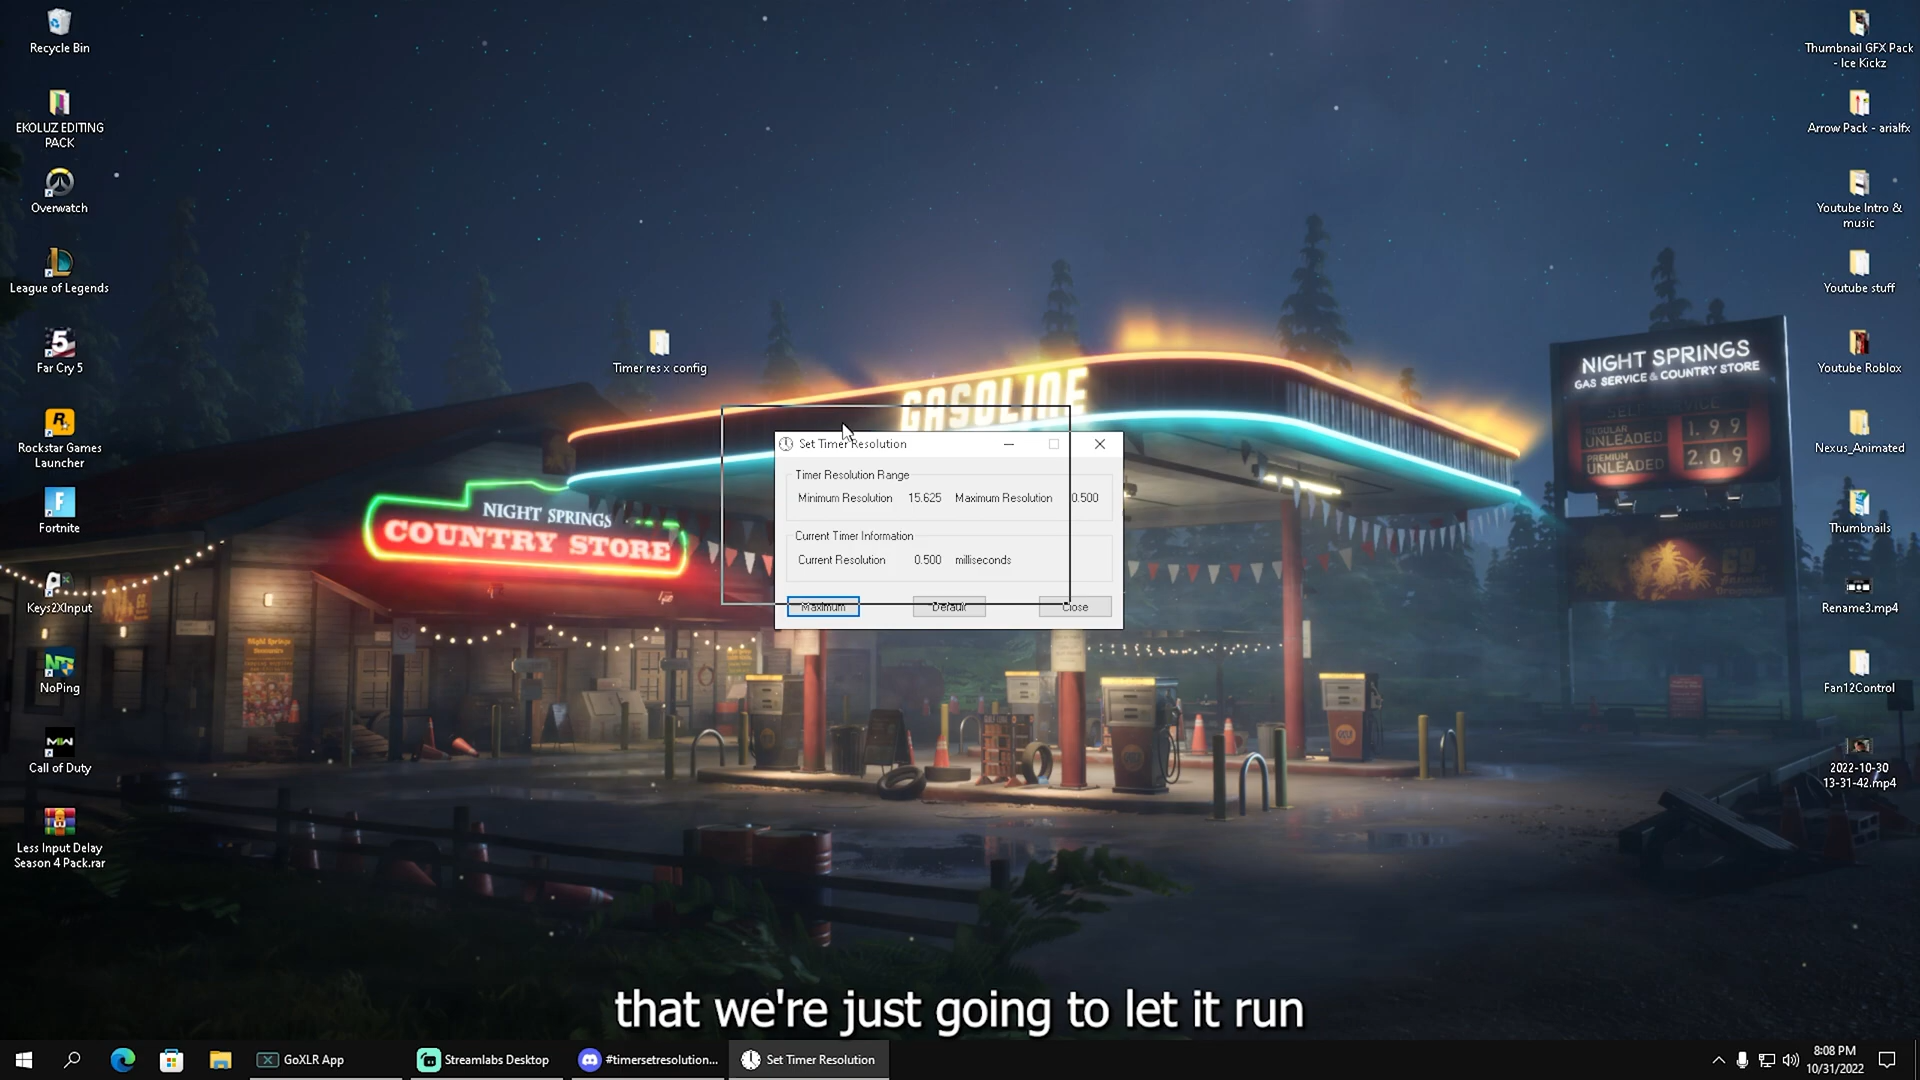 Recycle Bin
EKOLUZ EDITING
PACK
Overwatch
League of Legends
Far Cry 5
Rockstar Games
Launcher
Fortnite
Keys2XInput
NoPing
Call of Duty
Less Input Delay
Season 4 Pack.rar
Timer res x config
GASOLINE
NIGHT SPRINGS
COUNTRY STORE
Set Timer Resolution
Timer Resolution Range
Minimum Resolution 15.625 Maximum Resolution 0.500
Current Timer Information
Current Resolution 0.500 milliseconds
Maximum Default Close
NIGHT SPRINGS
GAS SERVICE & COUNTRY STORE
SELF SERVICE
REGULAR
UNLEADED 1.99
PREMIUM
UNLEADED 2.09
Thumbnail GFX Pack
- Ice Kickz
Arrow Pack - arialfx
Youtube Intro &
music
Youtube stuff
Youtube Roblox
Nexus_Animated
Thumbnails
Rename3.mp4
Fan12Control
2022-10-30
13-31-42.mp4
that we're just going to let it run
GoXLR App
Streamlabs Desktop
#timersetresolution...
Set Timer Resolution
8:08 PM
10/31/2022